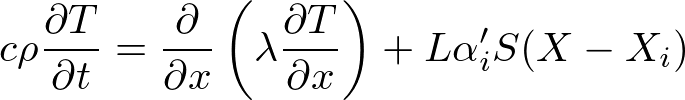 cρ ∂T/∂t = ∂/∂x (λ ∂T/∂x) + Lα′ᵢS(X − Xᵢ)